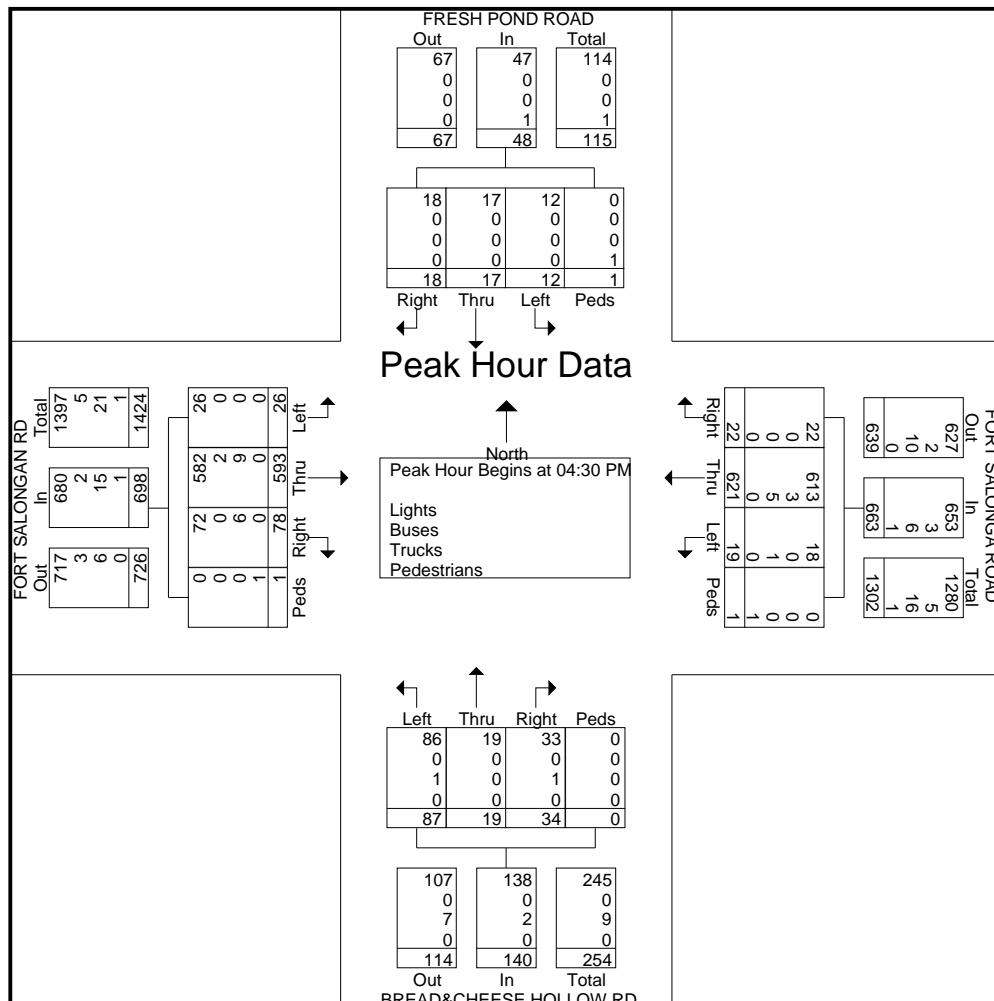 FRESH POND ROAD
Out In Total
67 47 114
0 0 0
0 0 0
0 1 1
67 48 115
18 17 12 0
0 0 0 0
0 0 0 0
0 0 0 1
18 17 12 1
Right Thru Left Peds
Peak Hour Data
North
Peak Hour Begins at 04:30 PM
Lights
Buses
Trucks
Pedestrians
FORT SALONGAN RD
Total In Out
1397 680 717
5 2 3
21 15 6
1 1 0
1424 698 726
26 582 72 0
0 2 0 0
0 9 6 0
0 0 0 1
26 593 78 1
Left Thru Right Peds
FORT SALONGA ROAD
Out In Total
627 653 1280
2 3 5
10 6 16
0 1 1
639 663 1302
22 613 18 0
0 3 0 0
0 5 1 0
0 0 0 1
22 621 19 1
Right Thru Left Peds
Left Thru Right Peds
86 19 33 0
0 0 0 0
1 0 1 0
0 0 0 0
87 19 34 0
107 138 245
0 0 0
7 2 9
0 0 0
114 140 254
Out In Total
BREAD&CHEESE HOLLOW RD